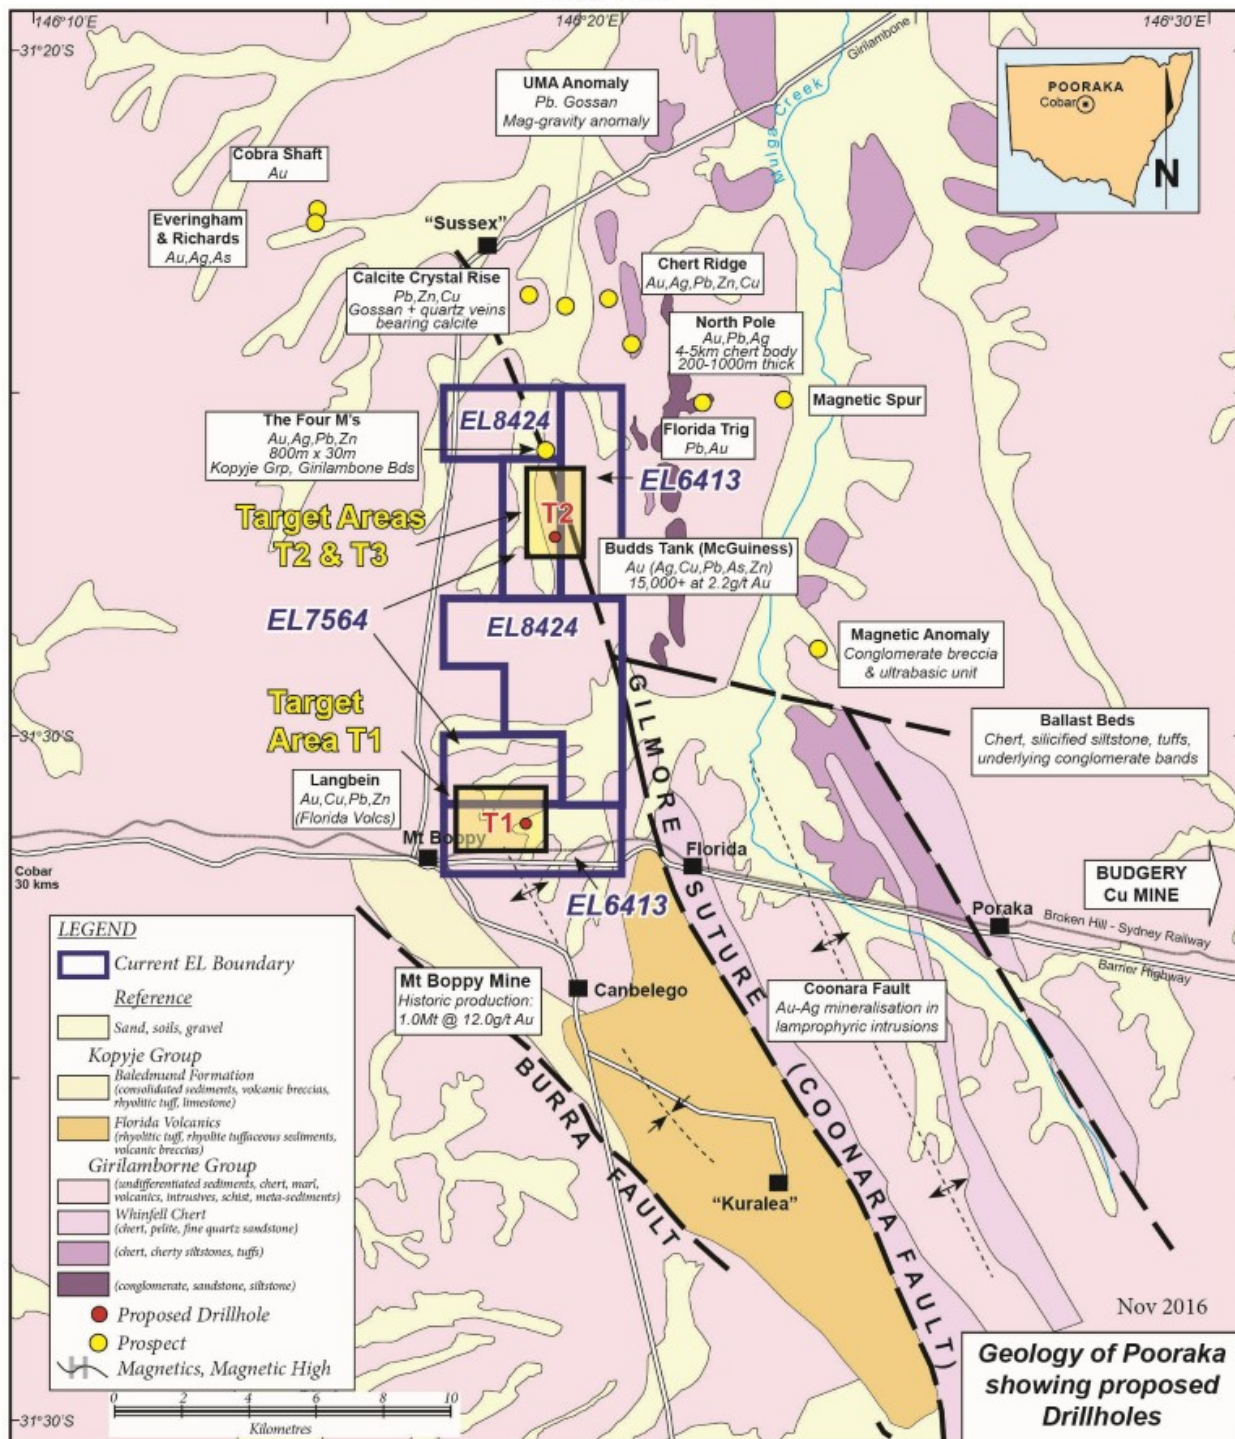 146°10'E
146°20'E
146°30'E
31°20'S
Girilambone
Mulga Creek
POORAKA
Cobar
N
UMA Anomaly
Pb. Gossan
Mag-gravity anomaly
Cobra Shaft
Au
Everingham
& Richards
Au,Ag,As
"Sussex"
Calcite Crystal Rise
Pb,Zn,Cu
Gossan + quartz veins
bearing calcite
Chert Ridge
Au,Ag,Pb,Zn,Cu
North Pole
Au,Pb,Ag
4-5km chert body
200-1000m thick
Magnetic Spur
Florida Trig
Pb,Au
The Four M's
Au,Ag,Pb,Zn
800m x 30m
Kopyje Grp, Girilambone Bds
EL8424
EL6413
Target Areas
T2 & T3
T2
Budds Tank (McGuiness)
Au (Ag,Cu,Pb,As,Zn)
15,000+ at 2.2g/t Au
EL7564
EL8424
Magnetic Anomaly
Conglomerate breccia
& ultrabasic unit
Target
Area T1
31°30'S
Ballast Beds
Chert, silicified siltstone, tuffs,
underlying conglomerate bands
Langbein
Au,Cu,Pb,Zn
(Florida Volcs)
T1
Mt Boppy
Florida
Cobar
30 kms
EL6413
BUDGERY
Cu MINE
Poraka
Broken Hill - Sydney Railway
Barrier Highway
GILMORE SUTURE (COONARA FAULT)
Mt Boppy Mine
Historic production:
1.0Mt @ 12.0g/t Au
Canbelego
Coonara Fault
Au-Ag mineralisation in
lamprophyric intrusions
BURRA FAULT
"Kuralea"
LEGEND
Current EL Boundary
Reference
Sand, soils, gravel
Kopyje Group
Baledmund Formation
(consolidated sediments, volcanic breccias,
rhyolitic tuff, limestone)
Florida Volcanics
(rhyolitic tuff, rhyolite tuffaceous sediments,
volcanic breccias)
Girilamborne Group
(undifferentiated sediments, chert, marl,
volcanics, intrusives, schist, meta-sediments)
Whinfell Chert
(chert, pelite, fine quartz sandstone)
(chert, cherty siltstones, tuffs)
(conglomerate, sandstone, siltstone)
Proposed Drillhole
Prospect
Magnetics, Magnetic High
0 2 4 6 8 10
Kilometres
31°30'S
Nov 2016
Geology of Pooraka
showing proposed
Drillholes